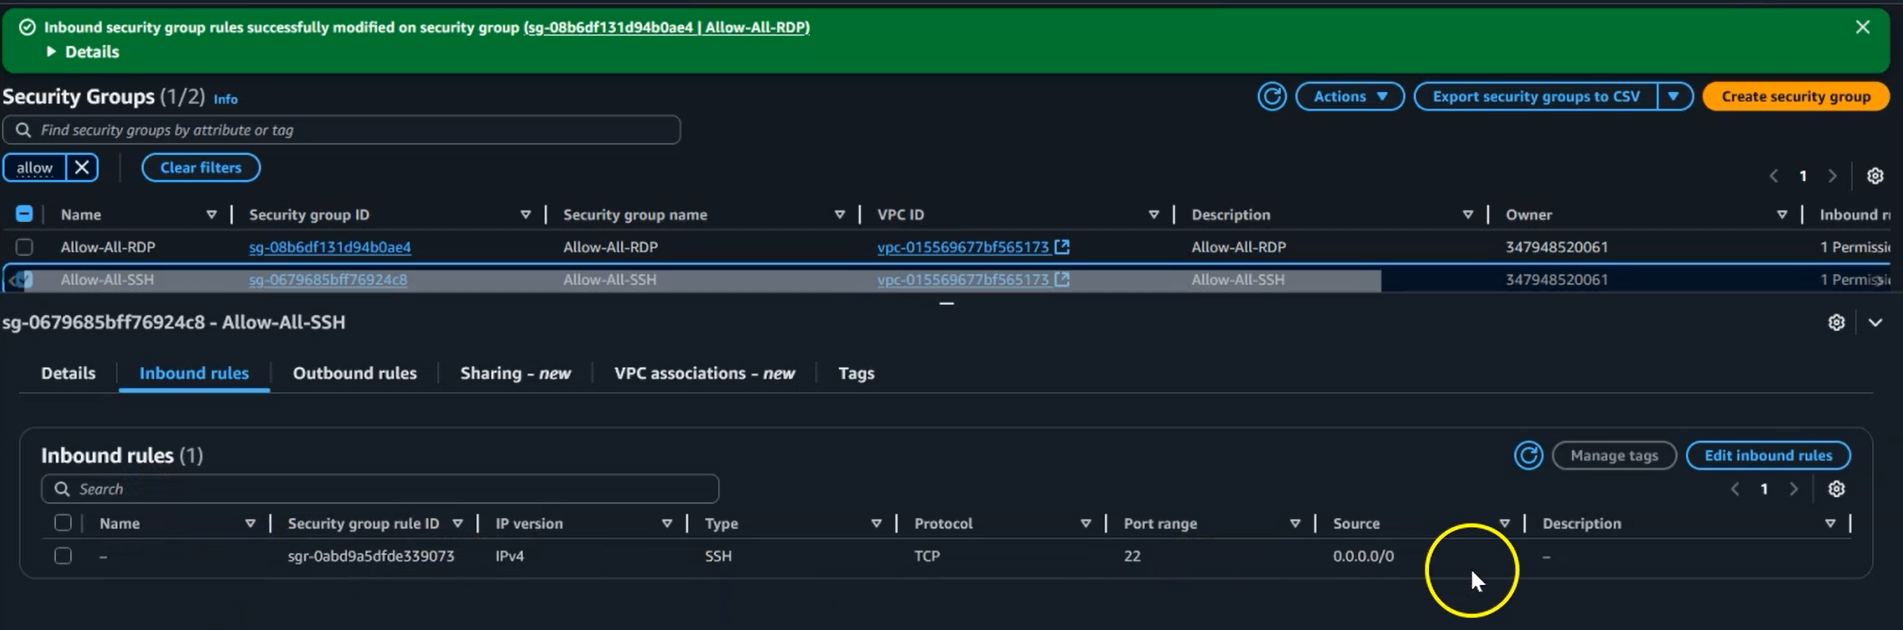 Inbound security group rules successfully modified on security group (sg-08b6df131d94b0ae4 | Allow-All-RDP)
Details
Security Groups (1/2) Info
Actions Export security groups to CSV Create security group
Find security groups by attribute or tag
allow Clear filters
1
Name Security group ID Security group name VPC ID Description Owner Inbound
Allow-All-RDP sg-08b6df131d94b0ae4 Allow-All-RDP vpc-015569677bf565173 Allow-All-RDP 347948520061 1 Permissi
Allow-All-SSH sg-0679685bff76924c8 Allow-All-SSH vpc-015569677bf565173 Allow-All-SSH 347948520061 1 Permissi
sg-0679685bff76924c8 - Allow-All-SSH
Details Inbound rules Outbound rules Sharing - new VPC associations - new Tags
Inbound rules (1)
Manage tags Edit inbound rules
Search
1
Name Security group rule ID IP version Type Protocol Port range Source Description
– sgr-0abd9a5dfde339073 IPv4 SSH TCP 22 0.0.0.0/0 –